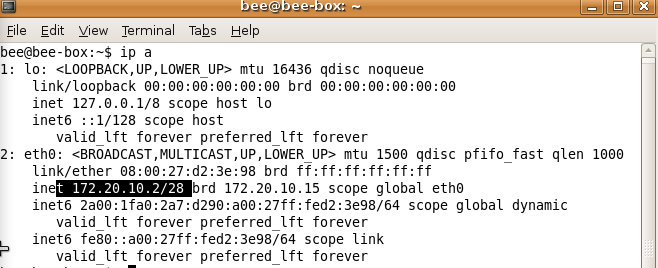 bee@bee-box: ~
File Edit View Terminal Tabs Help
bee@bee-box:~$ ip a
1: lo: <LOOPBACK,UP,LOWER_UP> mtu 16436 qdisc noqueue
link/loopback 00:00:00:00:00:00 brd 00:00:00:00:00:00
inet 127.0.0.1/8 scope host lo
inet6 ::1/128 scope host
valid_lft forever preferred_lft forever
2: eth0: <BROADCAST,MULTICAST,UP,LOWER_UP> mtu 1500 qdisc pfifo_fast qlen 1000
link/ether 08:00:27:d2:3e:98 brd ff:ff:ff:ff:ff:ff
inet 172.20.10.2/28 brd 172.20.10.15 scope global eth0
inet6 2a00:1fa0:2a7:d290:a00:27ff:fed2:3e98/64 scope global dynamic
valid_lft forever preferred_lft forever
inet6 fe80::a00:27ff:fed2:3e98/64 scope link
valid_lft forever preferred_lft forever